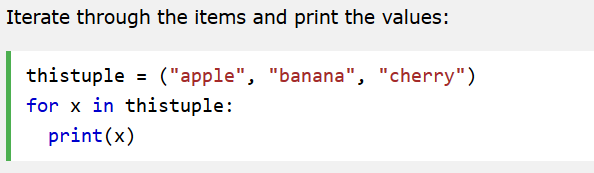 Iterate through the items and print the values:
thistuple = ("apple", "banana", "cherry")
for x in thistuple:
  print(x)